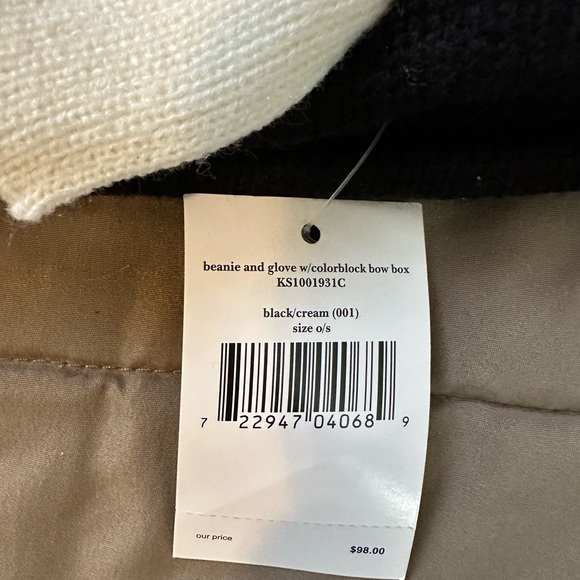 beanie and glove w/colorblock bow box
KS1001931C
black/cream (001)
size o/s
7 22947 04068 9
our price
$98.00